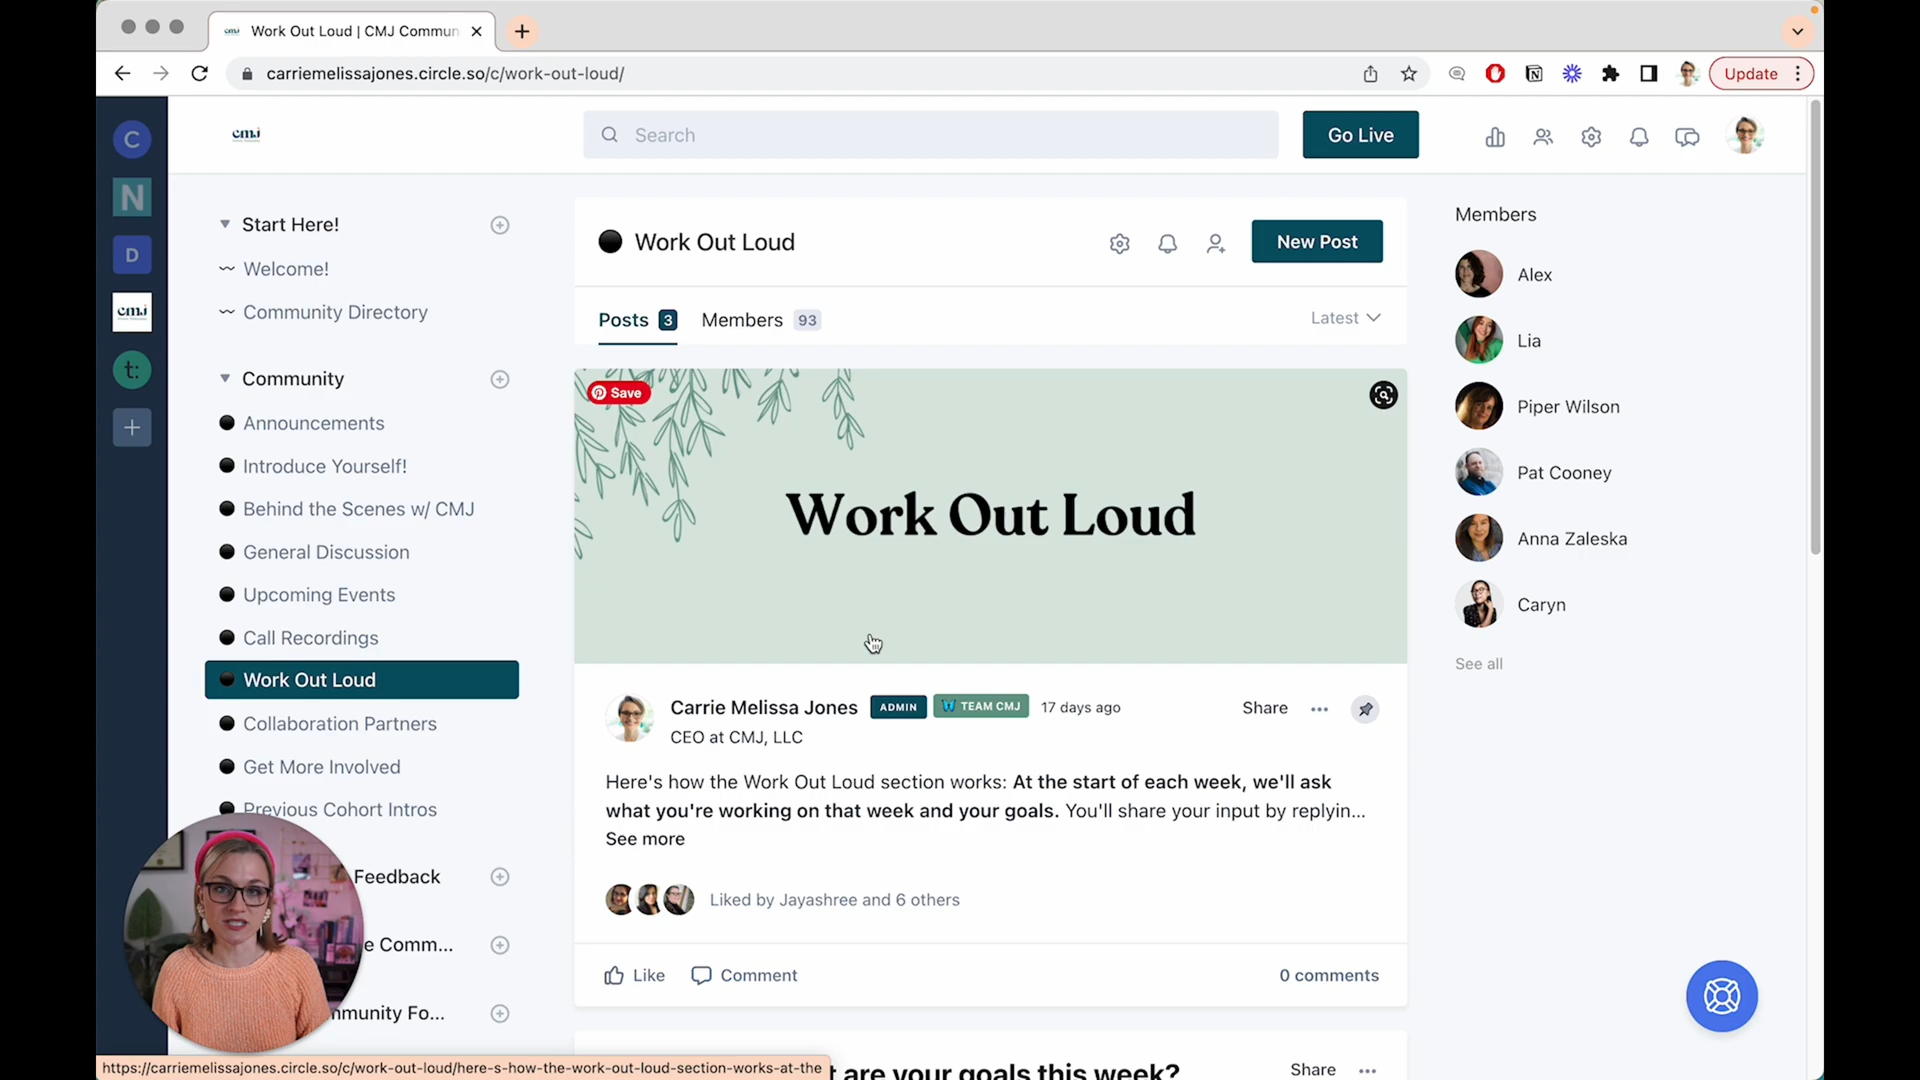 cmj
Work Out Loud | CMJ Commun
carriemelissajones.circle.so/c/work-out-loud/
Update
C
N
D
cmj
t:
cmj
Search
Go Live
Start Here!
Welcome!
Community Directory
Community
Announcements
Introduce Yourself!
Behind the Scenes w/ CMJ
General Discussion
Upcoming Events
Call Recordings
Work Out Loud
Collaboration Partners
Get More Involved
Previous Cohort Intros
Feedback
e Comm...
mmunity Fo...
Work Out Loud
New Post
Posts 3 Members 93
Latest
Save
Work Out Loud
Carrie Melissa Jones ADMIN TEAM CMJ 17 days ago
Share
CEO at CMJ, LLC
Here's how the Work Out Loud section works: At the start of each week, we'll ask
what you're working on that week and your goals. You'll share your input by replyin...
See more
Liked by Jayashree and 6 others
Like Comment
0 comments
t are your goals this week?
Share
Members
Alex
Lia
Piper Wilson
Pat Cooney
Anna Zaleska
Caryn
See all
https://carriemelissajones.circle.so/c/work-out-loud/here-s-how-the-work-out-loud-section-works-at-the